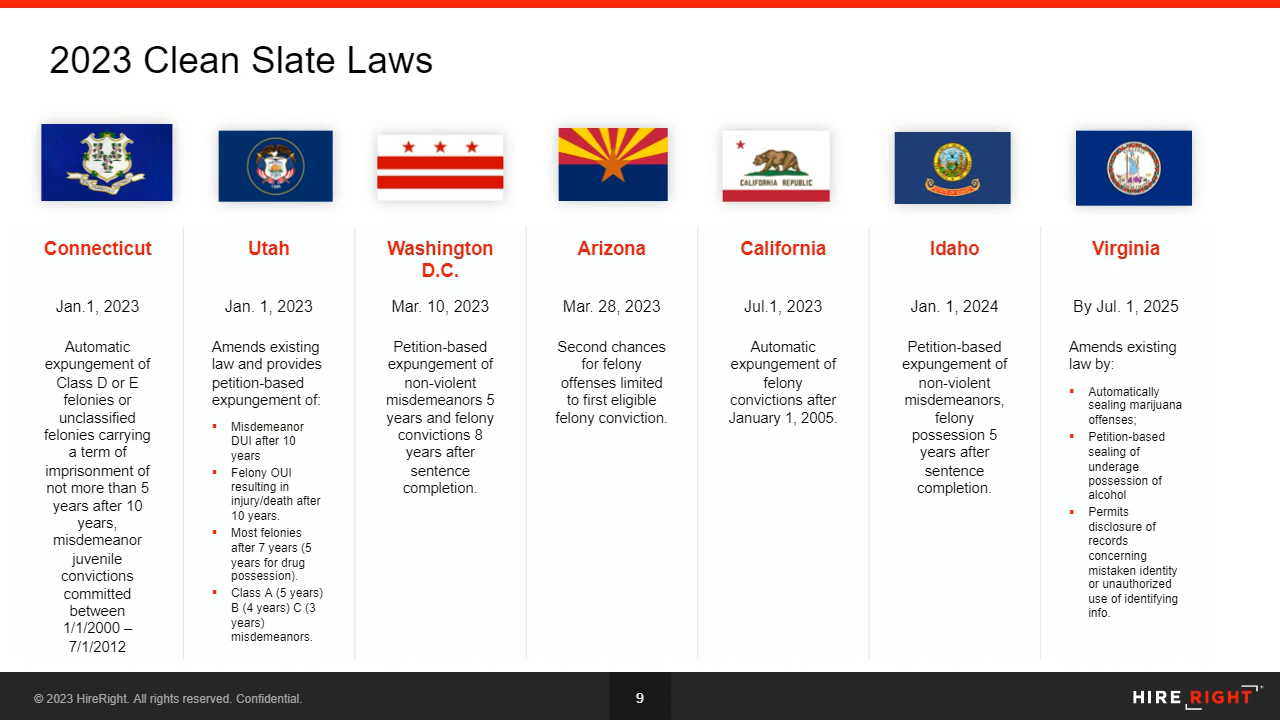 2023 Clean Slate Laws
CALIFORNIA REPUBLIC
Connecticut
Jan.1, 2023
Automatic
expungement of
Class D or E
felonies or
unclassified
felonies carrying
a term of
imprisonment of
not more than 5
years after 10
years,
misdemeanor
juvenile
convictions
committed
between
1/1/2000 –
7/1/2012
Utah
Jan. 1, 2023
Amends existing
law and provides
petition-based
expungement of:
▪ Misdemeanor
DUI after 10
years
▪ Felony OUI
resulting in
injury/death after
10 years.
▪ Most felonies
after 7 years (5
years for drug
possession).
▪ Class A (5 years)
B (4 years) C (3
years)
misdemeanors.
Washington
D.C.
Mar. 10, 2023
Petition-based
expungement of
non-violent
misdemeanors 5
years and felony
convictions 8
years after
sentence
completion.
Arizona
Mar. 28, 2023
Second chances
for felony
offenses limited
to first eligible
felony conviction.
California
Jul.1, 2023
Automatic
expungement of
felony
convictions after
January 1, 2005.
Idaho
Jan. 1, 2024
Petition-based
expungement of
non-violent
misdemeanors,
felony
possession 5
years after
sentence
completion.
Virginia
By Jul. 1, 2025
Amends existing
law by:
▪ Automatically
sealing marijuana
offenses;
▪ Petition-based
sealing of
underage
possession of
alcohol
▪ Permits
disclosure of
records
concerning
mistaken identity
or unauthorized
use of identifying
info.
© 2023 HireRight. All rights reserved. Confidential.
9
HIRE RIGHT